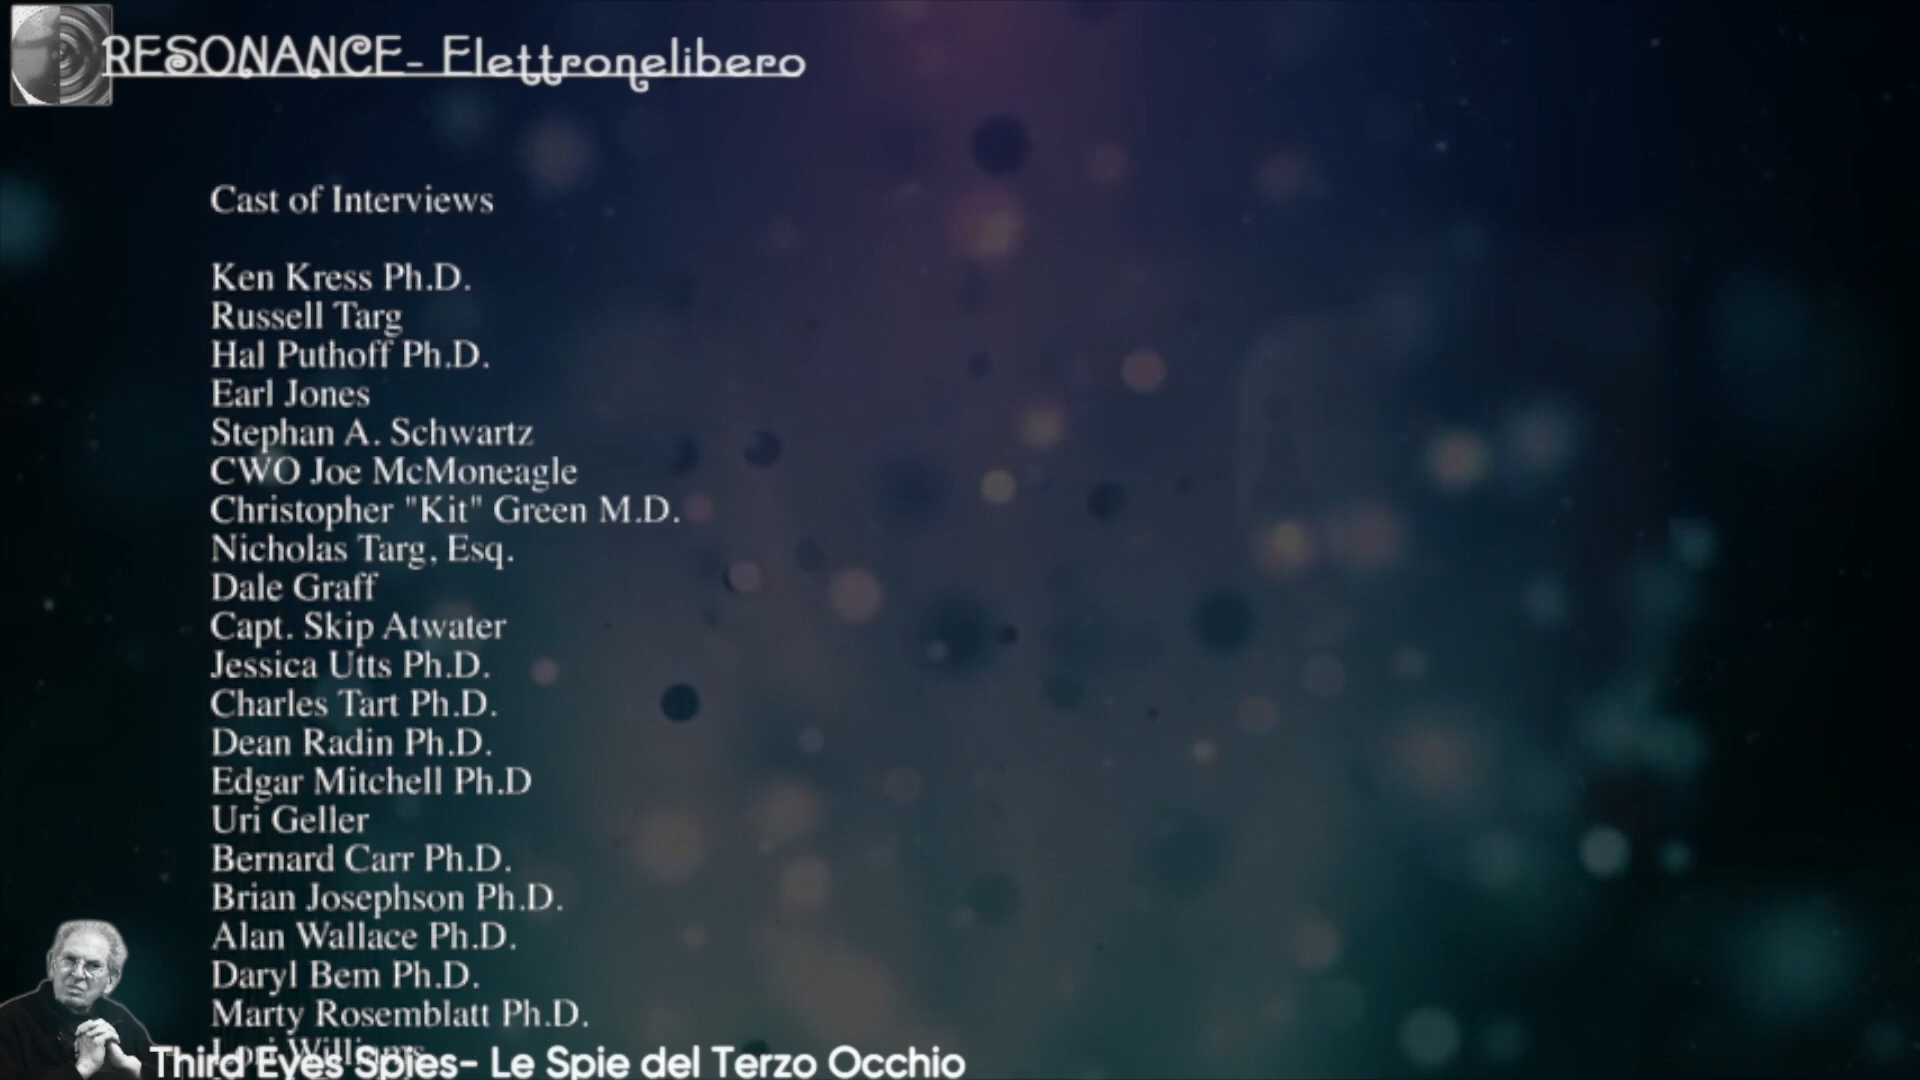 RESONANCE- Elettronelibero
Cast of Interviews
Ken Kress Ph.D.
Russell Targ
Hal Puthoff Ph.D.
Earl Jones
Stephan A. Schwartz
CWO Joe McMoneagle
Christopher "Kit" Green M.D.
Nicholas Targ, Esq.
Dale Graff
Capt. Skip Atwater
Jessica Utts Ph.D.
Charles Tart Ph.D.
Dean Radin Ph.D.
Edgar Mitchell Ph.D
Uri Geller
Bernard Carr Ph.D.
Brian Josephson Ph.D.
Alan Wallace Ph.D.
Daryl Bem Ph.D.
Marty Rosemblatt Ph.D.
Lori Williams
Third Eyes Spies- Le Spie del Terzo Occhio